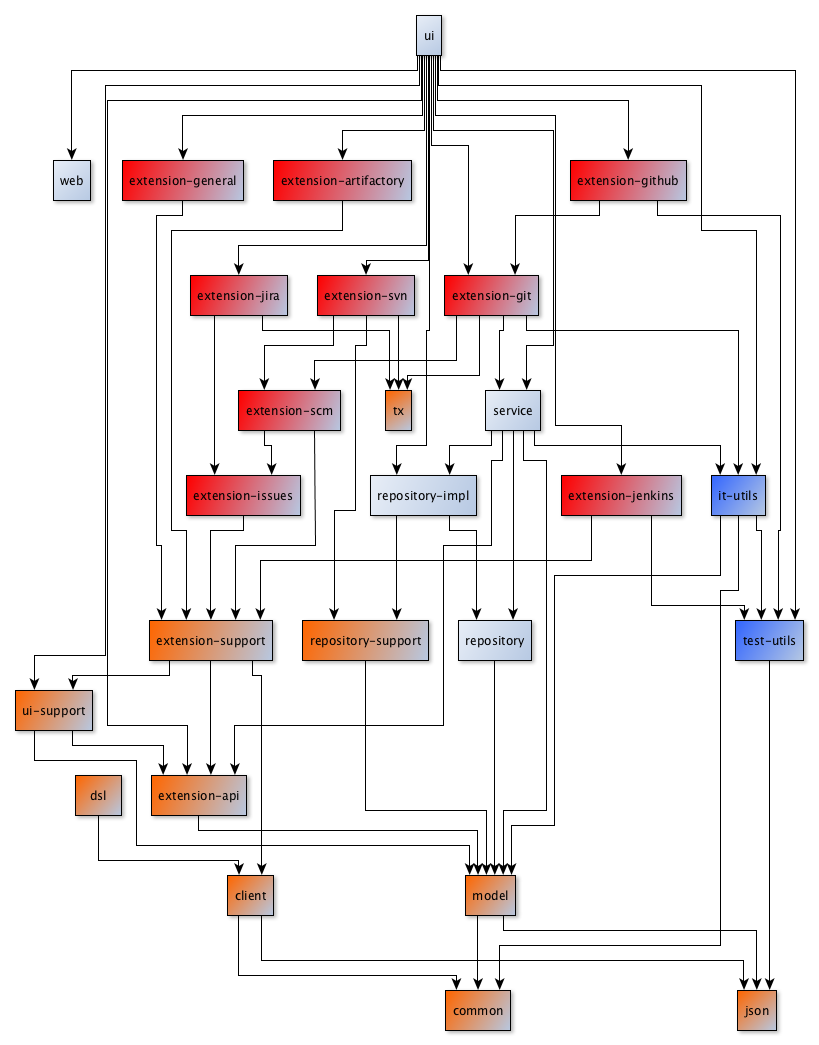 ui
web
extension-general
extension-artifactory
extension-github
extension-jira
extension-svn
extension-git
extension-scm
tx
service
extension-issues
repository-impl
extension-jenkins
it-utils
extension-support
repository-support
repository
test-utils
ui-support
dsl
extension-api
client
model
common
json